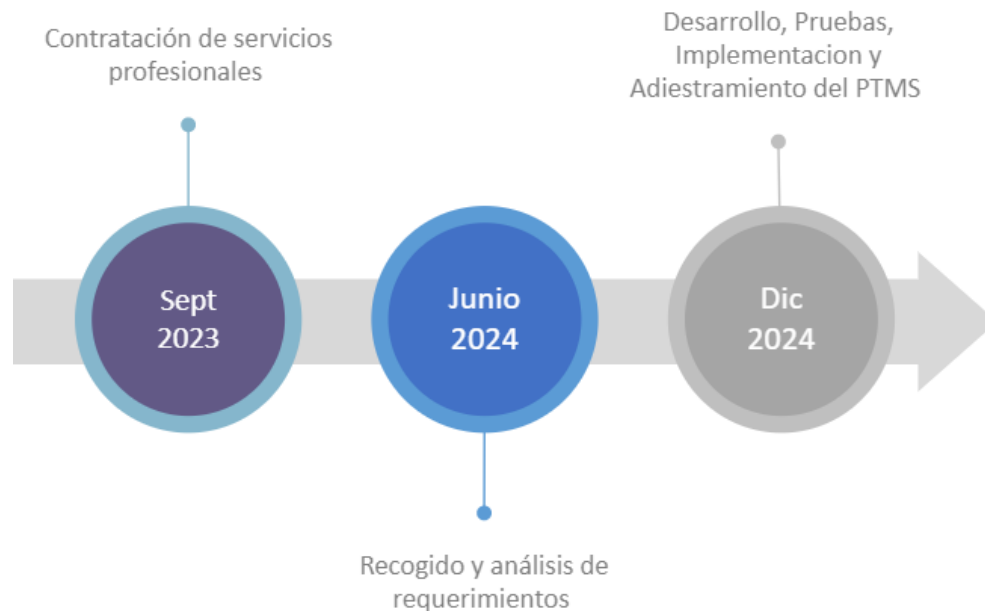 Contratación de servicios
profesionales
Desarrollo, Pruebas,
Implementacion y
Adiestramiento del PTMS
Sept
2023
Junio
2024
Dic
2024
Recogido y análisis de
requerimientos